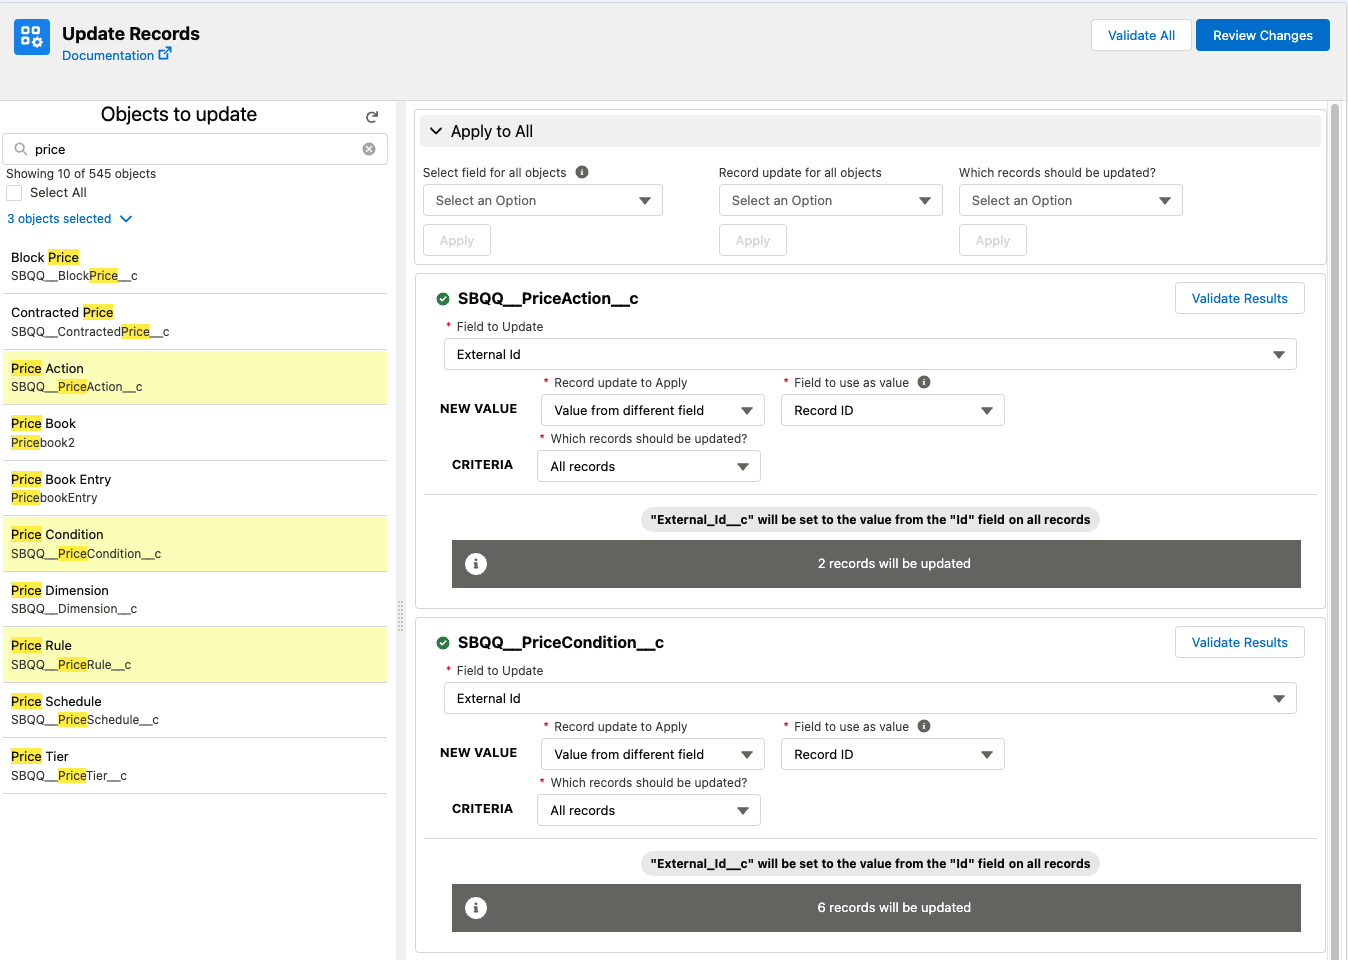 Update Records
Documentation
Validate All
Review Changes
Objects to update
price
Showing 10 of 545 objects
Select All
3 objects selected
Block Price
SBQQ__BlockPrice__c
Contracted Price
SBQQ__ContractedPrice__c
Price Action
SBQQ__PriceAction__c
Price Book
Pricebook2
Price Book Entry
PricebookEntry
Price Condition
SBQQ__PriceCondition__c
Price Dimension
SBQQ__Dimension__c
Price Rule
SBQQ__PriceRule__c
Price Schedule
SBQQ__PriceSchedule__c
Price Tier
SBQQ__PriceTier__c
Apply to All
Select field for all objects
Record update for all objects
Which records should be updated?
Select an Option
Select an Option
Select an Option
Apply
Apply
Apply
SBQQ__PriceAction__c
Validate Results
* Field to Update
External Id
* Record update to Apply
* Field to use as value
NEW VALUE
Value from different field
Record ID
* Which records should be updated?
CRITERIA
All records
"External_Id__c" will be set to the value from the "Id" field on all records
2 records will be updated
SBQQ__PriceCondition__c
Validate Results
* Field to Update
External Id
* Record update to Apply
* Field to use as value
NEW VALUE
Value from different field
Record ID
* Which records should be updated?
CRITERIA
All records
"External_Id__c" will be set to the value from the "Id" field on all records
6 records will be updated